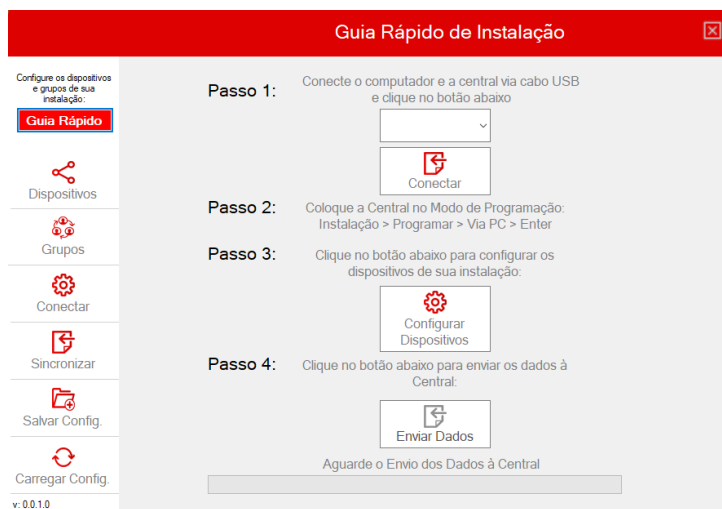 Guia Rápido de Instalação
Configure os dispositivos
e grupos de sua
instalação:
Guia Rápido
Dispositivos
Grupos
Conectar
Sincronizar
Salvar Config.
Carregar Config.
v: 0.0.1.0
Passo 1:
Conecte o computador e a central via cabo USB
e clique no botão abaixo
Conectar
Passo 2:
Coloque a Central no Modo de Programação:
Instalação > Programar > Via PC > Enter
Passo 3:
Clique no botão abaixo para configurar os
dispositivos de sua instalação:
Configurar
Dispositivos
Passo 4:
Clique no botão abaixo para enviar os dados à
Central:
Enviar Dados
Aguarde o Envio dos Dados à Central